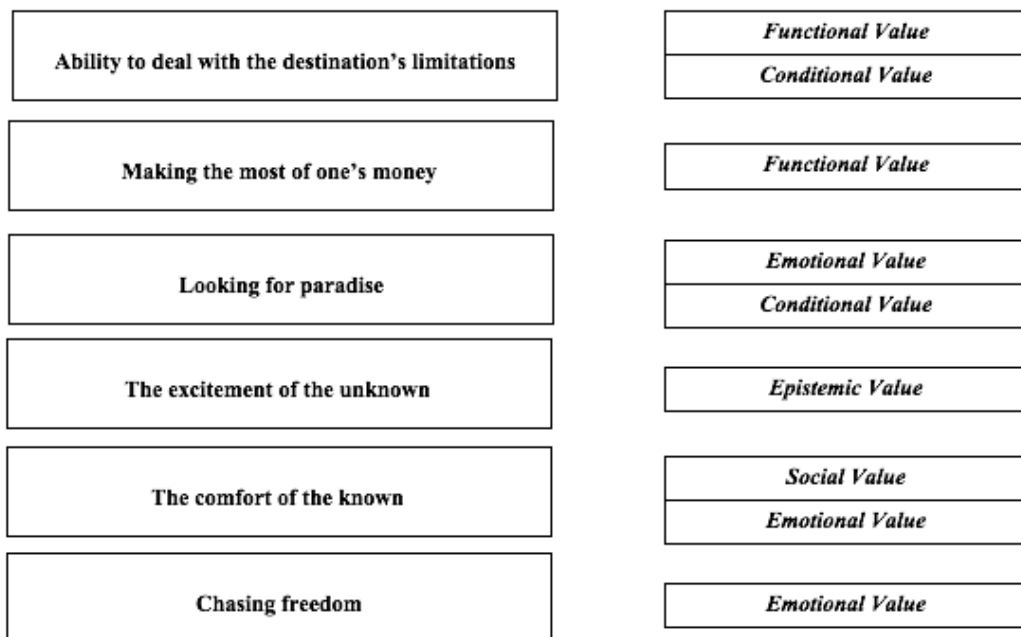 Ability to deal with the destination's limitations
Functional Value
Conditional Value
Making the most of one's money
Functional Value
Looking for paradise
Emotional Value
Conditional Value
The excitement of the unknown
Epistemic Value
The comfort of the known
Social Value
Emotional Value
Chasing freedom
Emotional Value